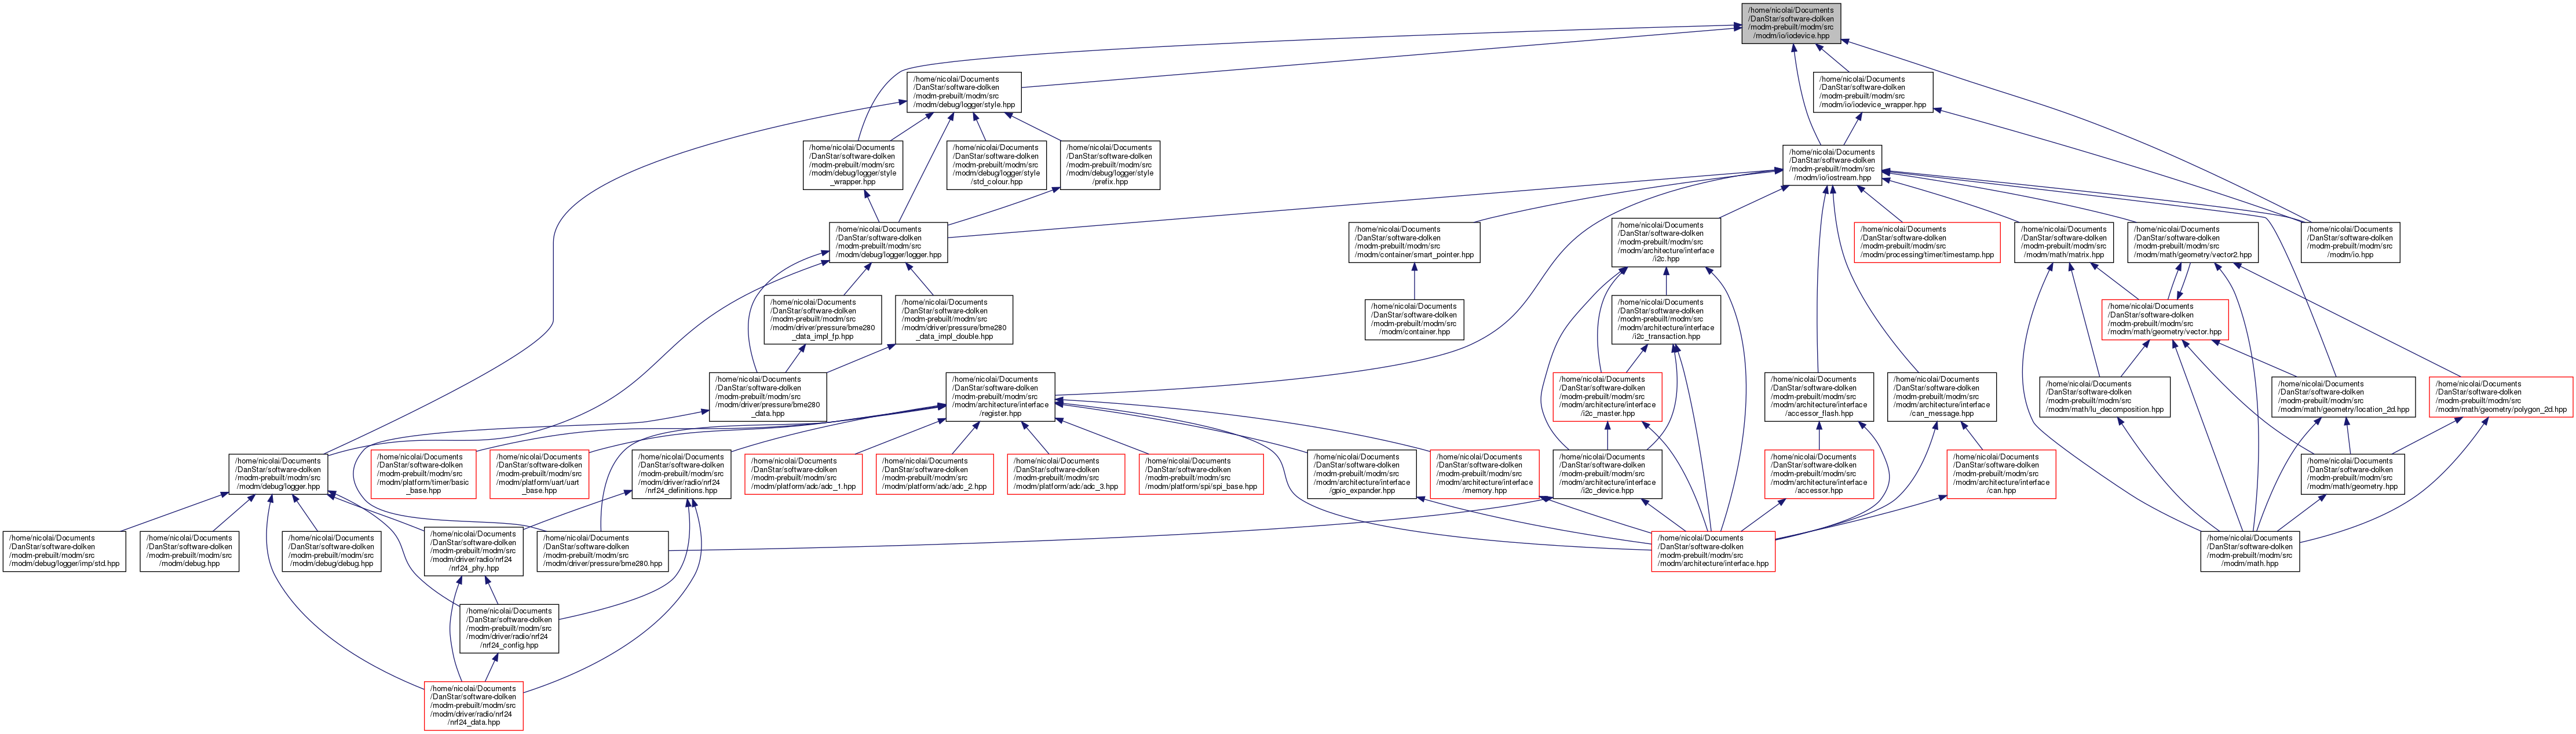 /home/nicolai/Documents
/DanStar/software-dolken
/modm-prebuilt/modm/src
/modm/io/iodevice.hpp
/home/nicolai/Documents
/DanStar/software-dolken
/modm-prebuilt/modm/src
/modm/debug/logger/style.hpp
/home/nicolai/Documents
/DanStar/software-dolken
/modm-prebuilt/modm/src
/modm/io/iodevice_wrapper.hpp
/home/nicolai/Documents
/DanStar/software-dolken
/modm-prebuilt/modm/src
/modm/debug/logger/style
_wrapper.hpp
/home/nicolai/Documents
/DanStar/software-dolken
/modm-prebuilt/modm/src
/modm/debug/logger/style
/std_colour.hpp
/home/nicolai/Documents
/DanStar/software-dolken
/modm-prebuilt/modm/src
/modm/debug/logger/style
/prefix.hpp
/home/nicolai/Documents
/DanStar/software-dolken
/modm-prebuilt/modm/src
/modm/io/iostream.hpp
/home/nicolai/Documents
/DanStar/software-dolken
/modm-prebuilt/modm/src
/modm/debug/logger/logger.hpp
/home/nicolai/Documents
/DanStar/software-dolken
/modm-prebuilt/modm/src
/modm/container/smart_pointer.hpp
/home/nicolai/Documents
/DanStar/software-dolken
/modm-prebuilt/modm/src
/modm/architecture/interface
/i2c.hpp
/home/nicolai/Documents
/DanStar/software-dolken
/modm-prebuilt/modm/src
/modm/processing/timer/timestamp.hpp
/home/nicolai/Documents
/DanStar/software-dolken
/modm-prebuilt/modm/src
/modm/math/matrix.hpp
/home/nicolai/Documents
/DanStar/software-dolken
/modm-prebuilt/modm/src
/modm/math/geometry/vector2.hpp
/home/nicolai/Documents
/DanStar/software-dolken
/modm-prebuilt/modm/src
/modm/io.hpp
/home/nicolai/Documents
/DanStar/software-dolken
/modm-prebuilt/modm/src
/modm/driver/pressure/bme280
_data_impl_fp.hpp
/home/nicolai/Documents
/DanStar/software-dolken
/modm-prebuilt/modm/src
/modm/driver/pressure/bme280
_data_impl_double.hpp
/home/nicolai/Documents
/DanStar/software-dolken
/modm-prebuilt/modm/src
/modm/container.hpp
/home/nicolai/Documents
/DanStar/software-dolken
/modm-prebuilt/modm/src
/modm/architecture/interface
/i2c_transaction.hpp
/home/nicolai/Documents
/DanStar/software-dolken
/modm-prebuilt/modm/src
/modm/math/geometry/vector.hpp
/home/nicolai/Documents
/DanStar/software-dolken
/modm-prebuilt/modm/src
/modm/driver/pressure/bme280
_data.hpp
/home/nicolai/Documents
/DanStar/software-dolken
/modm-prebuilt/modm/src
/modm/architecture/interface
/register.hpp
/home/nicolai/Documents
/DanStar/software-dolken
/modm-prebuilt/modm/src
/modm/architecture/interface
/i2c_master.hpp
/home/nicolai/Documents
/DanStar/software-dolken
/modm-prebuilt/modm/src
/modm/architecture/interface
/accessor_flash.hpp
/home/nicolai/Documents
/DanStar/software-dolken
/modm-prebuilt/modm/src
/modm/architecture/interface
/can_message.hpp
/home/nicolai/Documents
/DanStar/software-dolken
/modm-prebuilt/modm/src
/modm/math/lu_decomposition.hpp
/home/nicolai/Documents
/DanStar/software-dolken
/modm-prebuilt/modm/src
/modm/math/geometry/location_2d.hpp
/home/nicolai/Documents
/DanStar/software-dolken
/modm-prebuilt/modm/src
/modm/math/geometry/polygon_2d.hpp
/home/nicolai/Documents
/DanStar/software-dolken
/modm-prebuilt/modm/src
/modm/debug/logger.hpp
/home/nicolai/Documents
/DanStar/software-dolken
/modm-prebuilt/modm/src
/modm/platform/timer/basic
_base.hpp
/home/nicolai/Documents
/DanStar/software-dolken
/modm-prebuilt/modm/src
/modm/platform/uart/uart
_base.hpp
/home/nicolai/Documents
/DanStar/software-dolken
/modm-prebuilt/modm/src
/modm/driver/radio/nrf24
/nrf24_definitions.hpp
/home/nicolai/Documents
/DanStar/software-dolken
/modm-prebuilt/modm/src
/modm/platform/adc/adc_1.hpp
/home/nicolai/Documents
/DanStar/software-dolken
/modm-prebuilt/modm/src
/modm/platform/adc/adc_2.hpp
/home/nicolai/Documents
/DanStar/software-dolken
/modm-prebuilt/modm/src
/modm/platform/adc/adc_3.hpp
/home/nicolai/Documents
/DanStar/software-dolken
/modm-prebuilt/modm/src
/modm/platform/spi/spi_base.hpp
/home/nicolai/Documents
/DanStar/software-dolken
/modm-prebuilt/modm/src
/modm/architecture/interface
/gpio_expander.hpp
/home/nicolai/Documents
/DanStar/software-dolken
/modm-prebuilt/modm/src
/modm/architecture/interface
/memory.hpp
/home/nicolai/Documents
/DanStar/software-dolken
/modm-prebuilt/modm/src
/modm/architecture/interface
/i2c_device.hpp
/home/nicolai/Documents
/DanStar/software-dolken
/modm-prebuilt/modm/src
/modm/architecture/interface
/accessor.hpp
/home/nicolai/Documents
/DanStar/software-dolken
/modm-prebuilt/modm/src
/modm/architecture/interface
/can.hpp
/home/nicolai/Documents
/DanStar/software-dolken
/modm-prebuilt/modm/src
/modm/math/geometry.hpp
/home/nicolai/Documents
/DanStar/software-dolken
/modm-prebuilt/modm/src
/modm/debug/logger/imp/std.hpp
/home/nicolai/Documents
/DanStar/software-dolken
/modm-prebuilt/modm/src
/modm/debug.hpp
/home/nicolai/Documents
/DanStar/software-dolken
/modm-prebuilt/modm/src
/modm/debug/debug.hpp
/home/nicolai/Documents
/DanStar/software-dolken
/modm-prebuilt/modm/src
/modm/driver/radio/nrf24
/nrf24_phy.hpp
/home/nicolai/Documents
/DanStar/software-dolken
/modm-prebuilt/modm/src
/modm/driver/pressure/bme280.hpp
/home/nicolai/Documents
/DanStar/software-dolken
/modm-prebuilt/modm/src
/modm/architecture/interface.hpp
/home/nicolai/Documents
/DanStar/software-dolken
/modm-prebuilt/modm/src
/modm/math.hpp
/home/nicolai/Documents
/DanStar/software-dolken
/modm-prebuilt/modm/src
/modm/driver/radio/nrf24
/nrf24_config.hpp
/home/nicolai/Documents
/DanStar/software-dolken
/modm-prebuilt/modm/src
/modm/driver/radio/nrf24
/nrf24_data.hpp